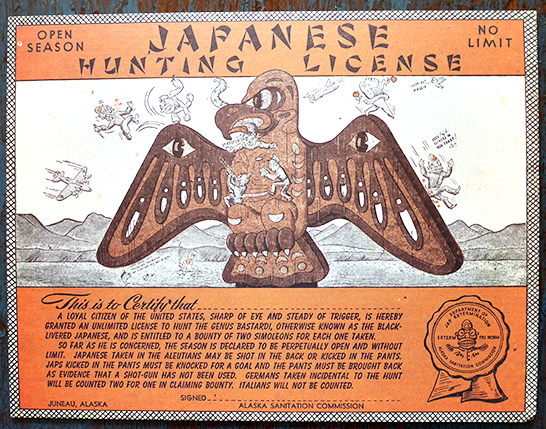 OPEN SEASON
JAPANESE
NO LIMIT
HUNTING LICENSE
This is to Certify that
A LOYAL CITIZEN OF THE UNITED STATES, SHARP OF EYE AND STEADY OF TRIGGER, IS HEREBY
GRANTED AN UNLIMITED LICENSE TO HUNT THE GENUS BASTARD, OTHERWISE KNOWN AS THE BLACK-
LIVERED JAPANESE, AND IS ENTITLED TO A BOUNTY OF TWO SIMOLEONS FOR EACH ONE TAKEN.
SO FAR AS HE IS CONCERNED, THE SEASON IS DECLARED TO BE PERPETUALLY OPEN AND WITHOUT
LIMIT. JAPANESE TAKEN IN THE ALEUTIANS MAY BE SHOT IN THE BACK OR KICKED IN THE PANTS.
JAPS KICKED IN THE PANTS MUST BE KNOCKED FOR A GOAL AND THE PANTS MUST BE BROUGHT BACK
AS EVIDENCE THAT A SHOT-GUN HAS NOT BEEN USED. GERMANS TAKEN INCIDENTAL TO THE HUNT
WILL BE COUNTED TWO FOR ONE IN CLAIMING BOUNTY. ITALIANS WILL NOT BE COUNTED.
SIGNED
JUNEAU, ALASKA
ALASKA SANITATION COMMISSION
DEPARTMENT OF
JAP EXTERMINATION
ALASKA SANITATION COMMISSION